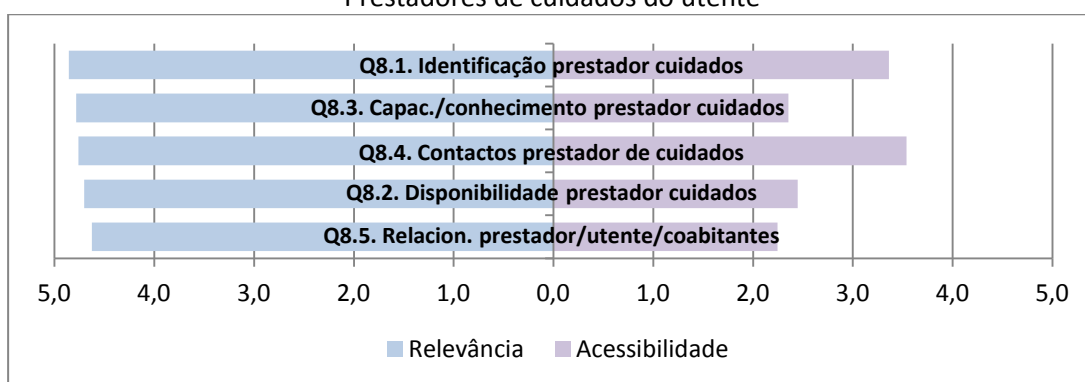 Prestadores de cuidados do utente
Q8.1. Identificação prestador cuidados
Q8.3. Capac./conhecimento prestador cuidados
Q8.4. Contactos prestador de cuidados
Q8.2. Disponibilidade prestador cuidados
Q8.5. Relacion. prestador/utente/coabitantes
5,0 4,0 3,0 2,0 1,0 0,0 1,0 2,0 3,0 4,0 5,0
Relevância Acessibilidade